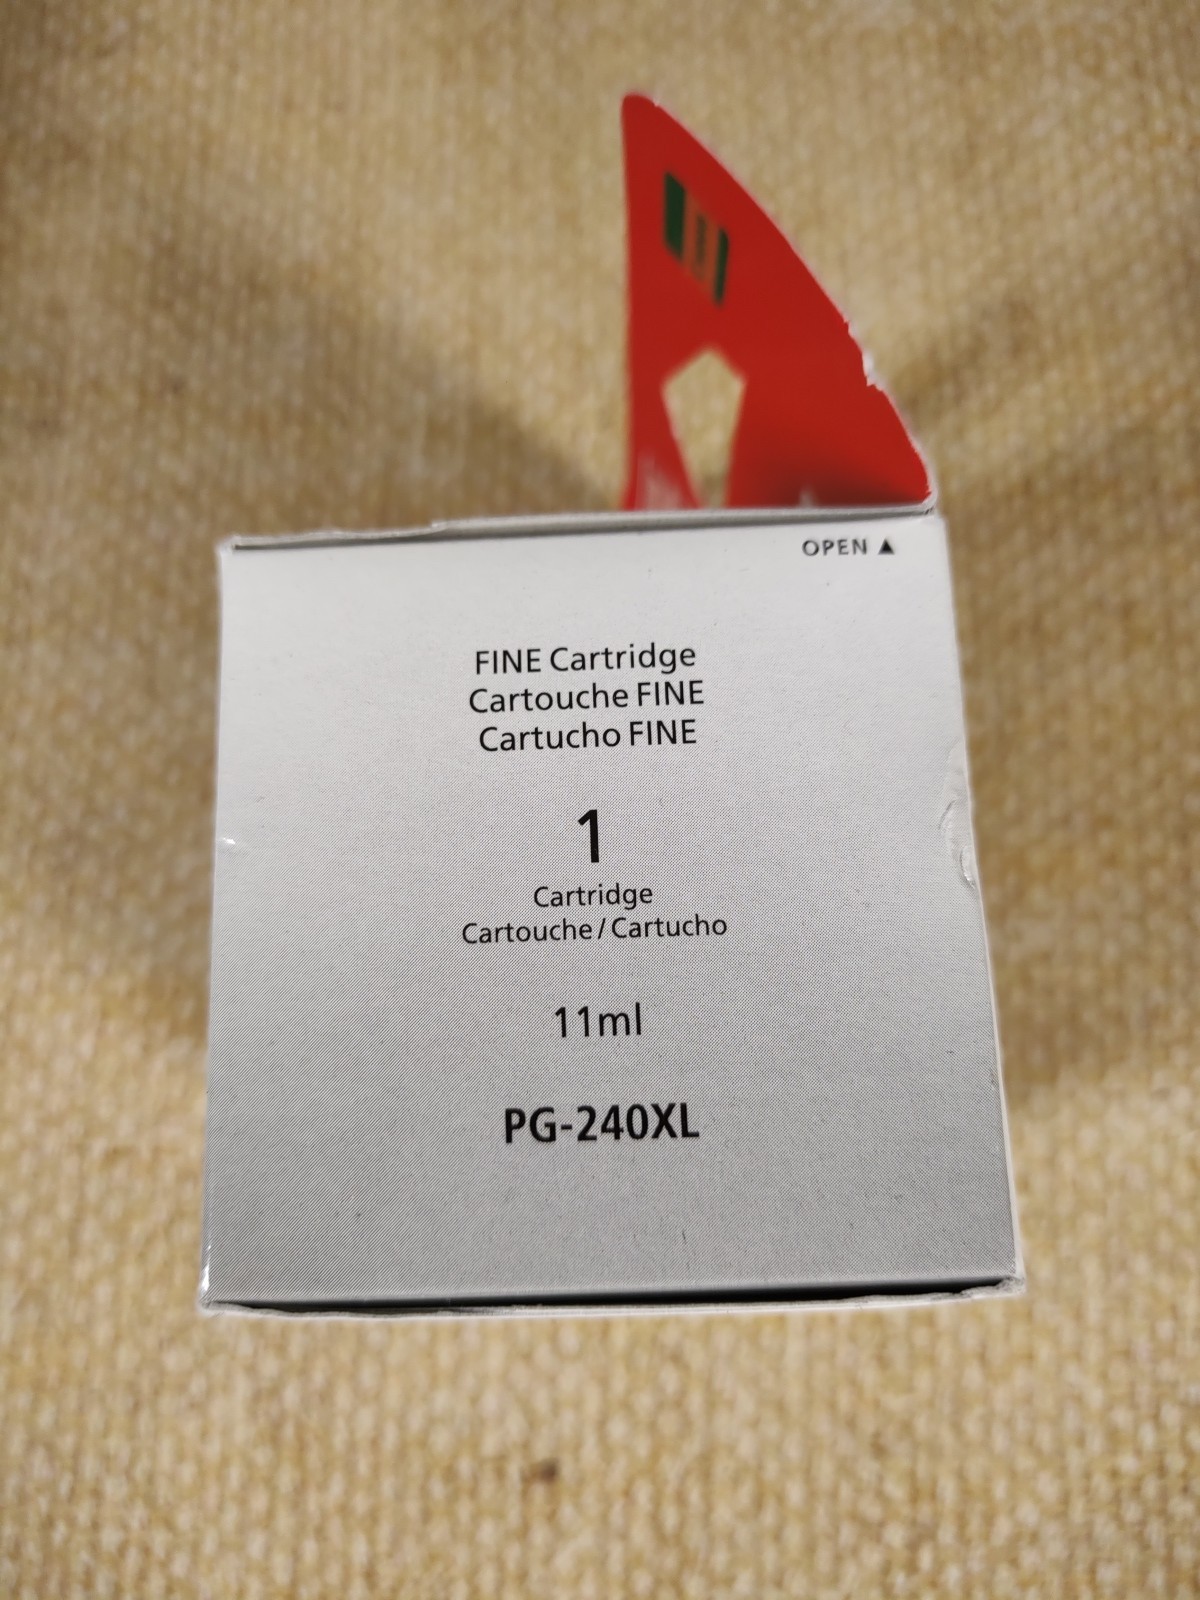 OPEN ▲
FINE Cartridge
Cartouche FINE
Cartucho FINE
1
Cartridge
Cartouche / Cartucho
11ml
PG-240XL